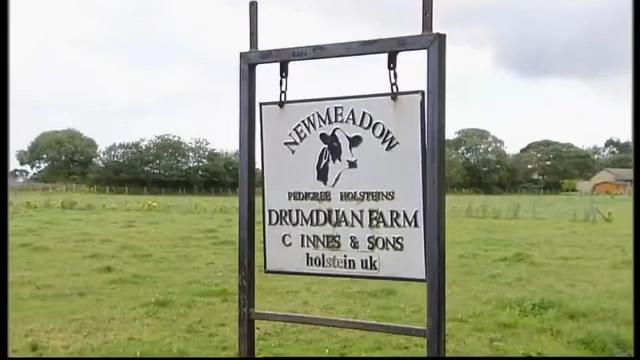 NEWMEADOW
PEDIGREE HOLSTEINS
DRUMDUAN FARM
C INNES & SONS
holstein uk